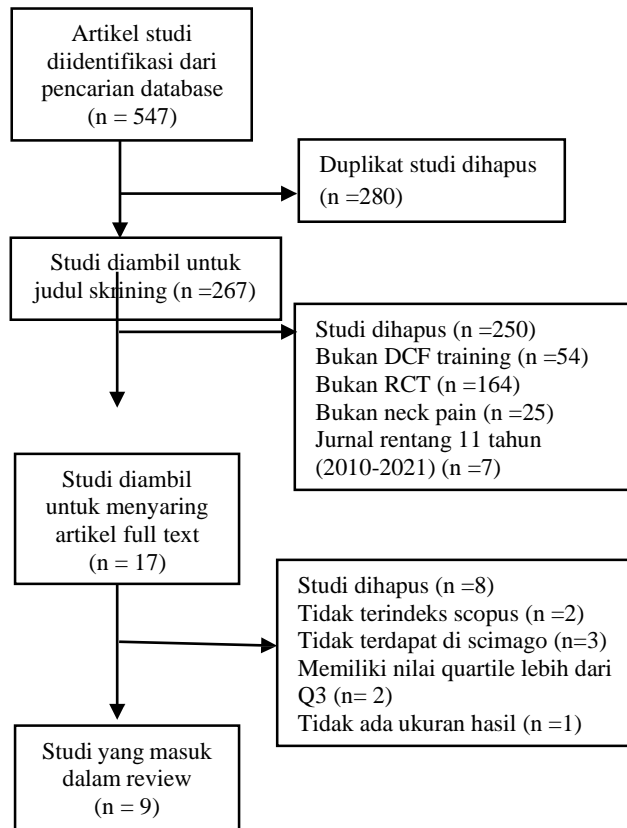 Artikel studi
diidentifikasi dari
pencarian database
(n = 547)
Duplikat studi dihapus
(n =280)
Studi diambil untuk
judul skrining (n =267)
Studi dihapus (n =250)
Bukan DCF training (n =54)
Bukan RCT (n =164)
Bukan neck pain (n =25)
Jurnal rentang 11 tahun
(2010-2021) (n =7)
Studi diambil
untuk menyaring
artikel full text
(n = 17)
Studi dihapus (n =8)
Tidak terindeks scopus (n =2)
Tidak terdapat di scimago (n=3)
Memiliki nilai quartile lebih dari
Q3 (n= 2)
Tidak ada ukuran hasil (n =1)
Studi yang masuk
dalam review
(n = 9)